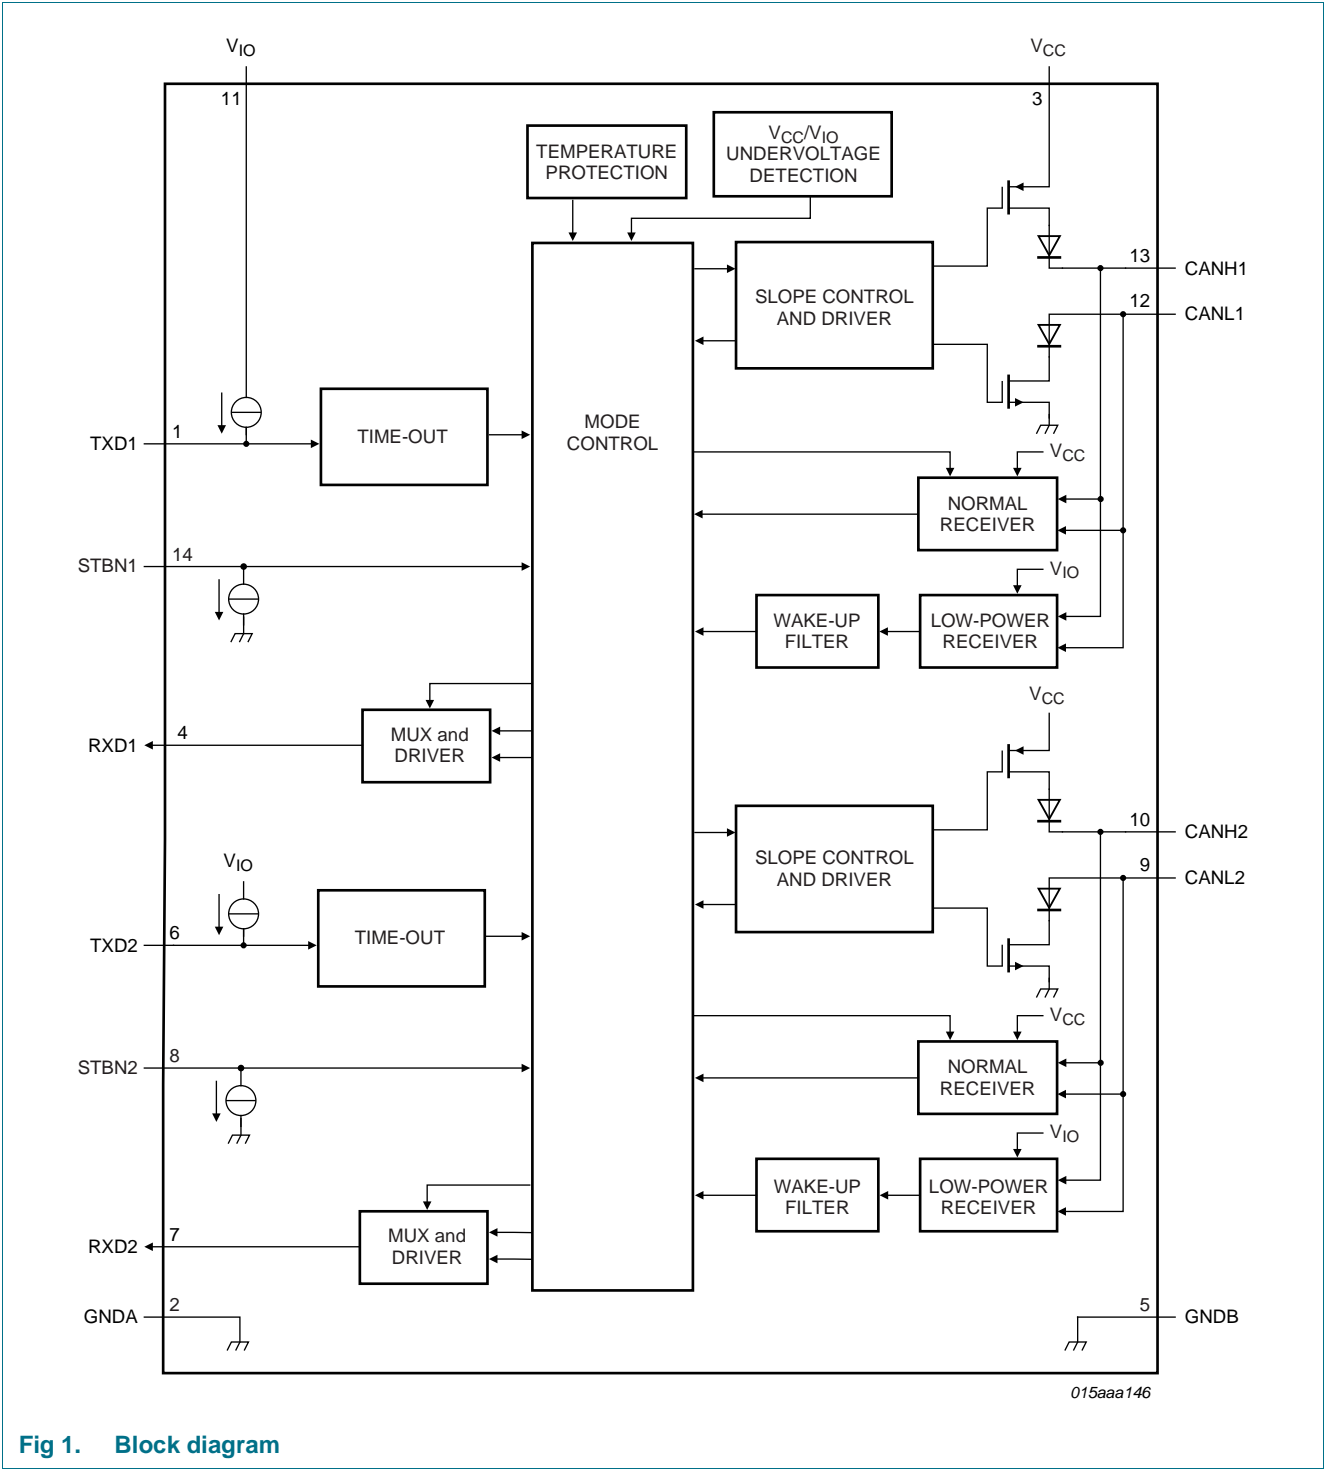 VIO
VCC
11
3
TEMPERATURE
PROTECTION
VCC/VIO
UNDERVOLTAGE
DETECTION
13
CANH1
12
CANL1
SLOPE CONTROL
AND DRIVER
MODE
CONTROL
TXD1
1
TIME-OUT
VCC
NORMAL
RECEIVER
STBN1
14
VIO
WAKE-UP
FILTER
LOW-POWER
RECEIVER
VCC
RXD1
4
MUX and
DRIVER
10
CANH2
9
CANL2
SLOPE CONTROL
AND DRIVER
VIO
TXD2
6
TIME-OUT
VCC
NORMAL
RECEIVER
STBN2
8
VIO
WAKE-UP
FILTER
LOW-POWER
RECEIVER
RXD2
7
MUX and
DRIVER
GNDA
2
5
GNDB
015aaa146
Fig 1. Block diagram